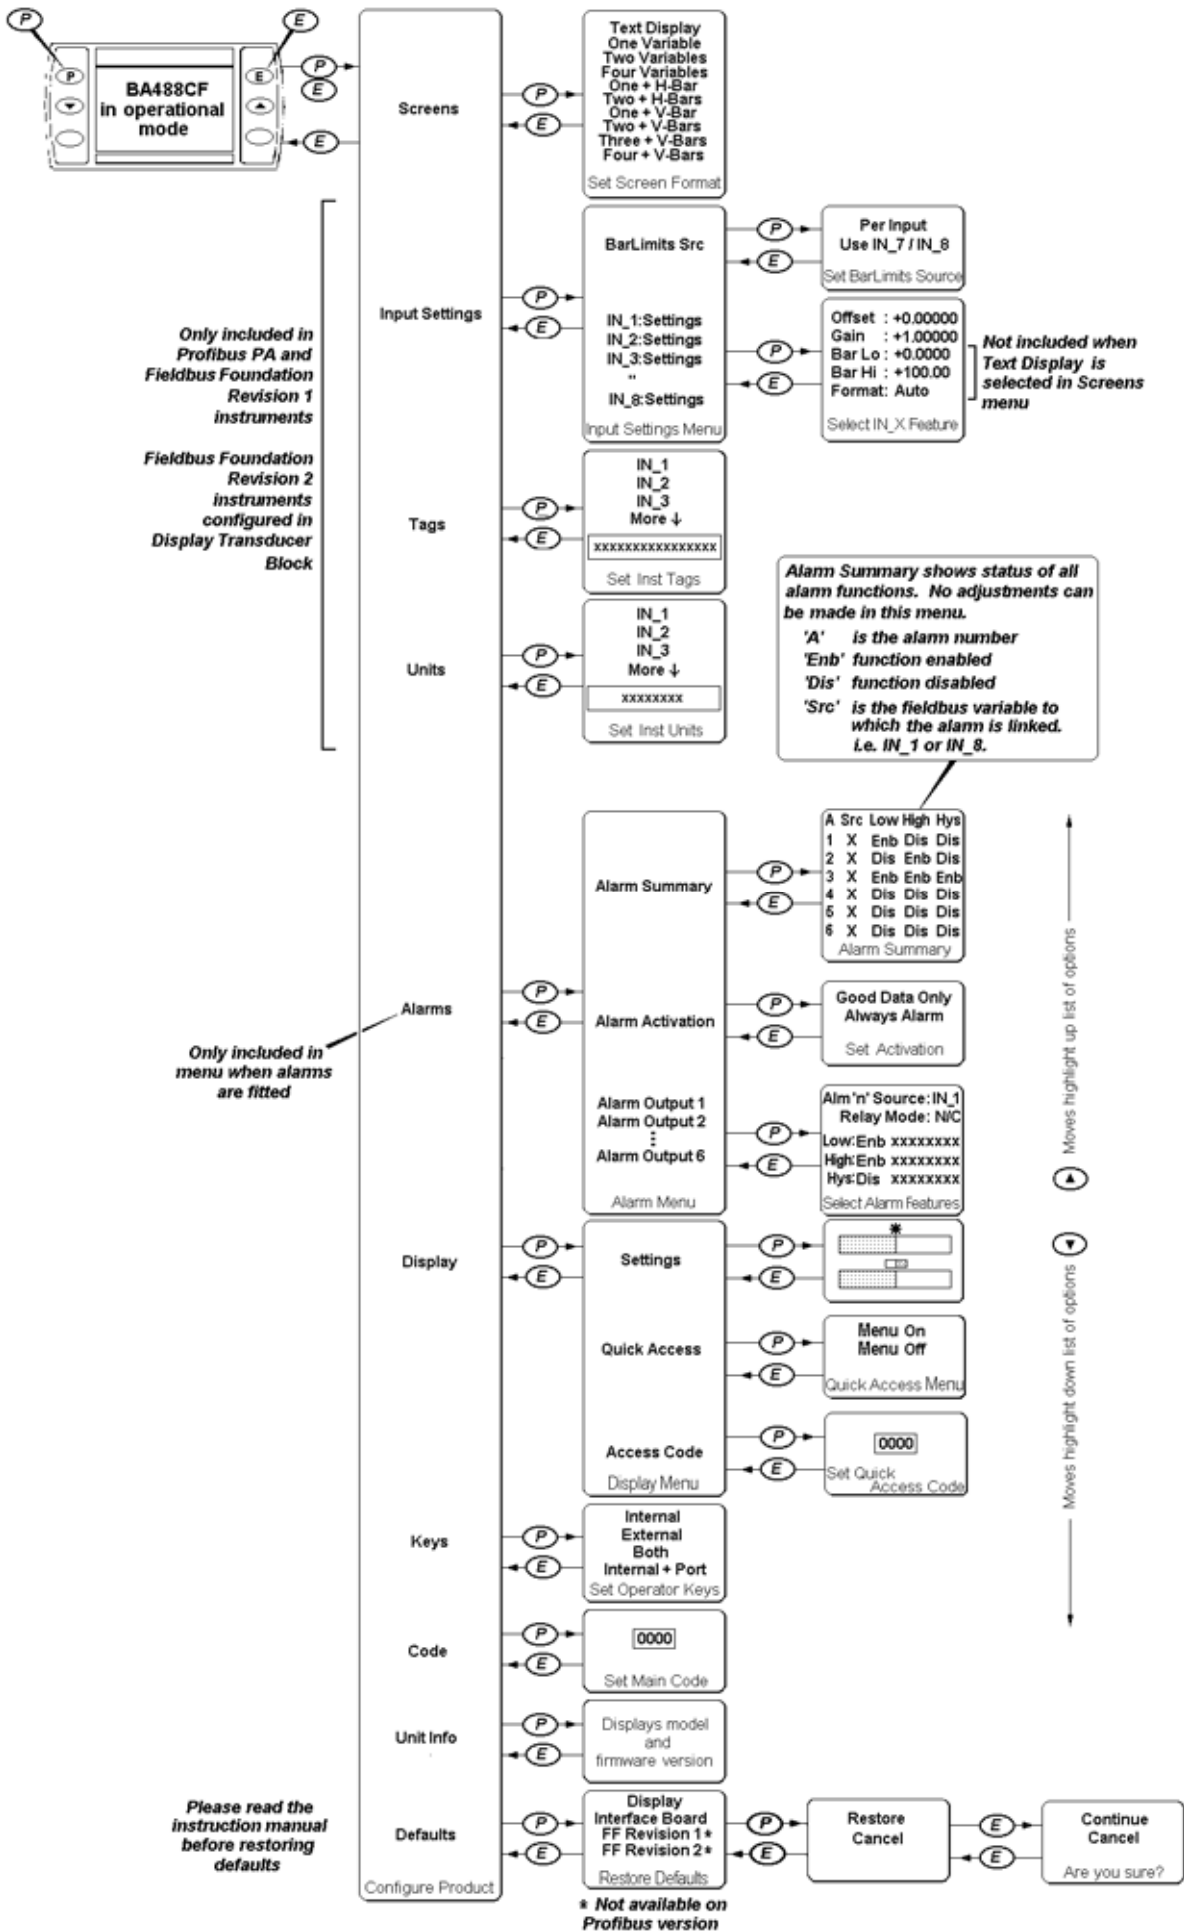 P
E
P
E
BA488CF
in operational
mode
P
E
E
Screens
P
E
Text Display
One Variable
Two Variables
Four Variables
One + H-Bar
Two + H-Bars
One + V-Bar
Two + V-Bars
Three + V-Bars
Four + V-Bars
Set Screen Format
Only included in
Profibus PA and
Fieldbus Foundation
Revision 1
instruments
Fieldbus Foundation
Revision 2
instruments
configured in
Display Transducer
Block
Input Settings
P
E
BarLimits Src
IN_1:Settings
IN_2:Settings
IN_3:Settings
"
IN_8:Settings
Input Settings Menu
P
E
Per Input
Use IN_7 / IN_8
Set BarLimits Source
P
E
Offset : +0.00000
Gain : +1.00000
Bar Lo : +0.0000
Bar Hi : +100.00
Format: Auto
Select IN_X Feature
Not included when
Text Display is
selected in Screens
menu
Tags
P
E
IN_1
IN_2
IN_3
More ↓
xxxxxxxxxxxxxxxx
Set Inst Tags
Units
P
E
IN_1
IN_2
IN_3
More ↓
xxxxxxxx
Set Inst Units
Alarm Summary shows status of all
alarm functions. No adjustments can
be made in this menu.
'A' is the alarm number
'Enb' function enabled
'Dis' function disabled
'Src' is the fieldbus variable to
which the alarm is linked.
i.e. IN_1 or IN_8.
Alarms
Only included in
menu when alarms
are fitted
P
E
Alarm Summary
Alarm Activation
Alarm Output 1
Alarm Output 2
Alarm Output 6
Alarm Menu
P
E
A Src Low High Hys
1 X Enb Dis Dis
2 X Dis Enb Dis
3 X Enb Enb Enb
4 X Dis Dis Dis
5 X Dis Dis Dis
6 X Dis Dis Dis
Alarm Summary
P
E
Good Data Only
Always Alarm
Set Activation
P
E
Alm 'n' Source: IN_1
Relay Mode: N/C
Low:Enb xxxxxxxx
High:Enb xxxxxxxx
Hys:Dis xxxxxxxx
Select Alarm Features
Moves highlight up list of options
Moves highlight down list of options
Display
P
E
Settings
Quick Access
Access Code
Display Menu
P
E
P
E
Menu On
Menu Off
Quick Access Menu
P
E
0000
Set Quick
Access Code
Keys
P
E
Internal
External
Both
Internal + Port
Set Operator Keys
Code
P
E
0000
Set Main Code
Unit Info
P
E
Displays model
and
firmware version
Please read the
instruction manual
before restoring
defaults
Defaults
Configure Product
P
E
Display
Interface Board
FF Revision 1*
FF Revision 2*
Restore Defaults
* Not available on
Profibus version
P
E
Restore
Cancel
E
E
Continue
Cancel
Are you sure?